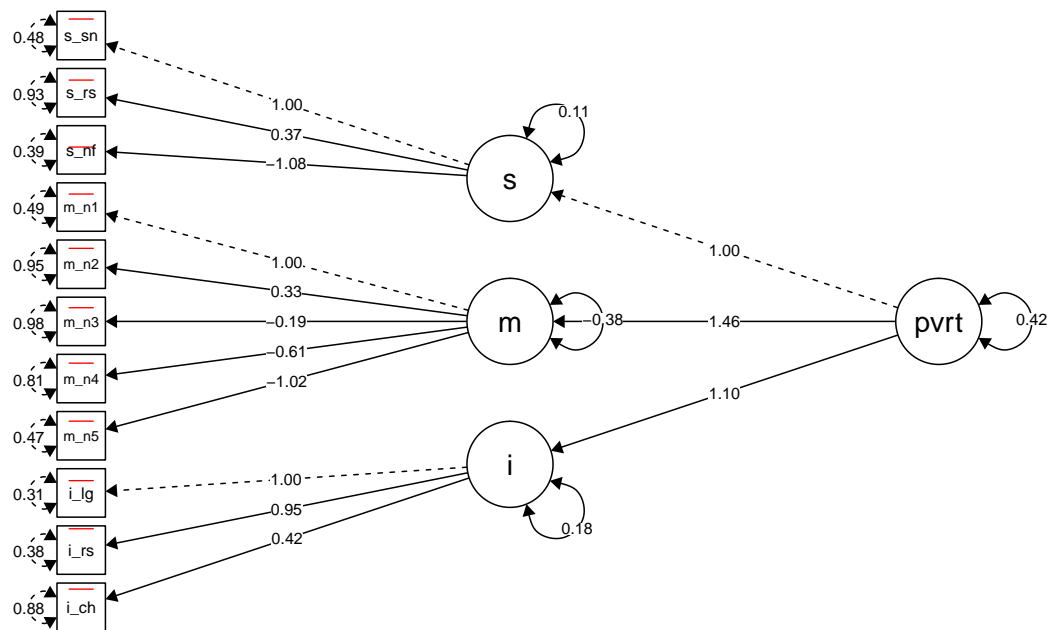 s_sn
0.48
s_rs
0.93
1.00
0.11
0.37
s_nf
0.39
−1.08
s
m_n1
0.49
1.00
1.00
m_n2
0.95
0.33
m_n3
0.98
−0.19
m
−0.38
1.46
pvrt
0.42
−0.61
m_n4
0.81
−1.02
1.10
m_n5
0.47
i
1.00
i_lg
0.31
0.95
0.18
0.42
i_rs
0.38
i_ch
0.88